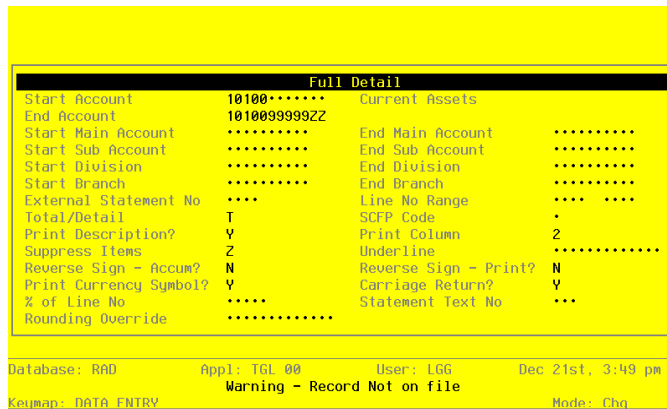 Full Detail
Start Account 10100······· Current Assets
End Account 1010099999ZZ
Start Main Account ·········· End Main Account ··········
Start Sub Account ·········· End Sub Account ··········
Start Division ·········· End Division ··········
Start Branch ·········· End Branch ··········
External Statement No ···· Line No Range ···· ····
Total/Detail T SCFP Code ·
Print Description? Y Print Column 2
Suppress Items Z Underline ·············
Reverse Sign - Accum? N Reverse Sign - Print? N
Print Currency Symbol? Y Carriage Return? Y
% of Line No ····· Statement Text No ···
Rounding Override ·············
Database: RAD Appl: TGL 00 User: LGG Dec 21st, 3:49 pm
Warning - Record Not on file
Keymap: DATA ENTRY Mode: Chg